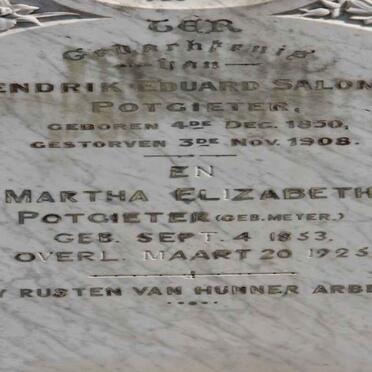 TER
Gedachtenis
van
ENDRIK EDUARD SALOM
POTGIETER,
GEBOREN 4DE DEC. 1850,
GESTORVEN 3DE NOV. 1908.
EN
MARTHA ELIZABETH
POTGIETER (GEB. MEYER.)
GEB. SEPT. 4 1853
OVERL. MAART 20 1925
Y RUSTEN VAN HUNNER ARBE